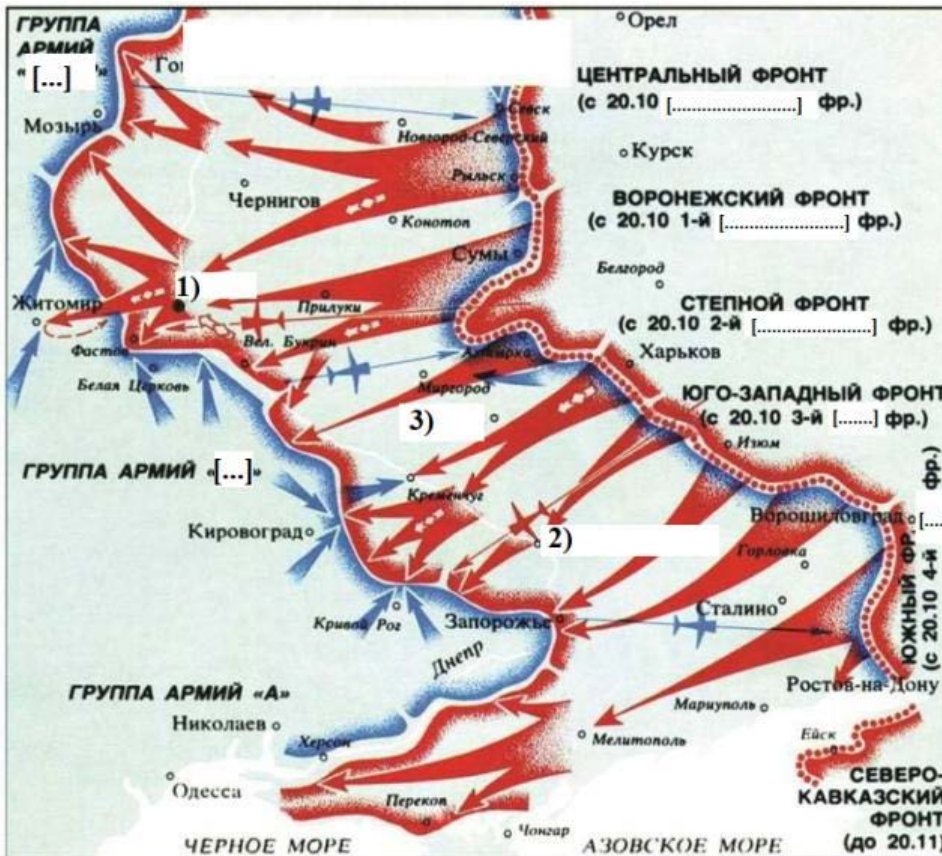 ГРУППА
АРМИЙ
« [...] Р»
Гом
Орел
ЦЕНТРАЛЬНЫЙ ФРОНТ
(с 20.10 [..........................] фр.)
Мозырь
Севск
Новгород-Северский
Курск
Рыльск
Чернигов
Конотоп
ВОРОНЕЖСКИЙ ФРОНТ
(с 20.10 1-й [........................] фр.)
Сумы
Белгород
1)
Житомир
Прилуки
СТЕПНОЙ ФРОНТ
(с 20.10 2-й [......................] фр.)
Фастов
Вел. Букрин
Ахтырка
Харьков
Белая Церковь
Миргород
ЮГО-ЗАПАДНЫЙ ФРОНТ
(с 20.10 3-й [.......] фр.)
3)
Изюм
ГРУППА АРМИЙ «[...]»
Кременчуг
Ворошиловград
Кировоград
2)
Горловка
ЮЖНЫЙ ФР.
(с 20.10 4-й [.... фр.)
Кривой Рог
Запорожье
Сталино
Днепр
Ростов-на-Дону
ГРУППА АРМИЙ «А»
Мариуполь
Николаев
Мелитополь
Ейск
Херсон
Одесса
СЕВЕРО-
КАВКАЗСКИЙ
ФРОНТ
(до 20.11)
Перекоп
Чонгар
ЧЕРНОЕ МОРЕ
АЗОВСКОЕ МОРЕ